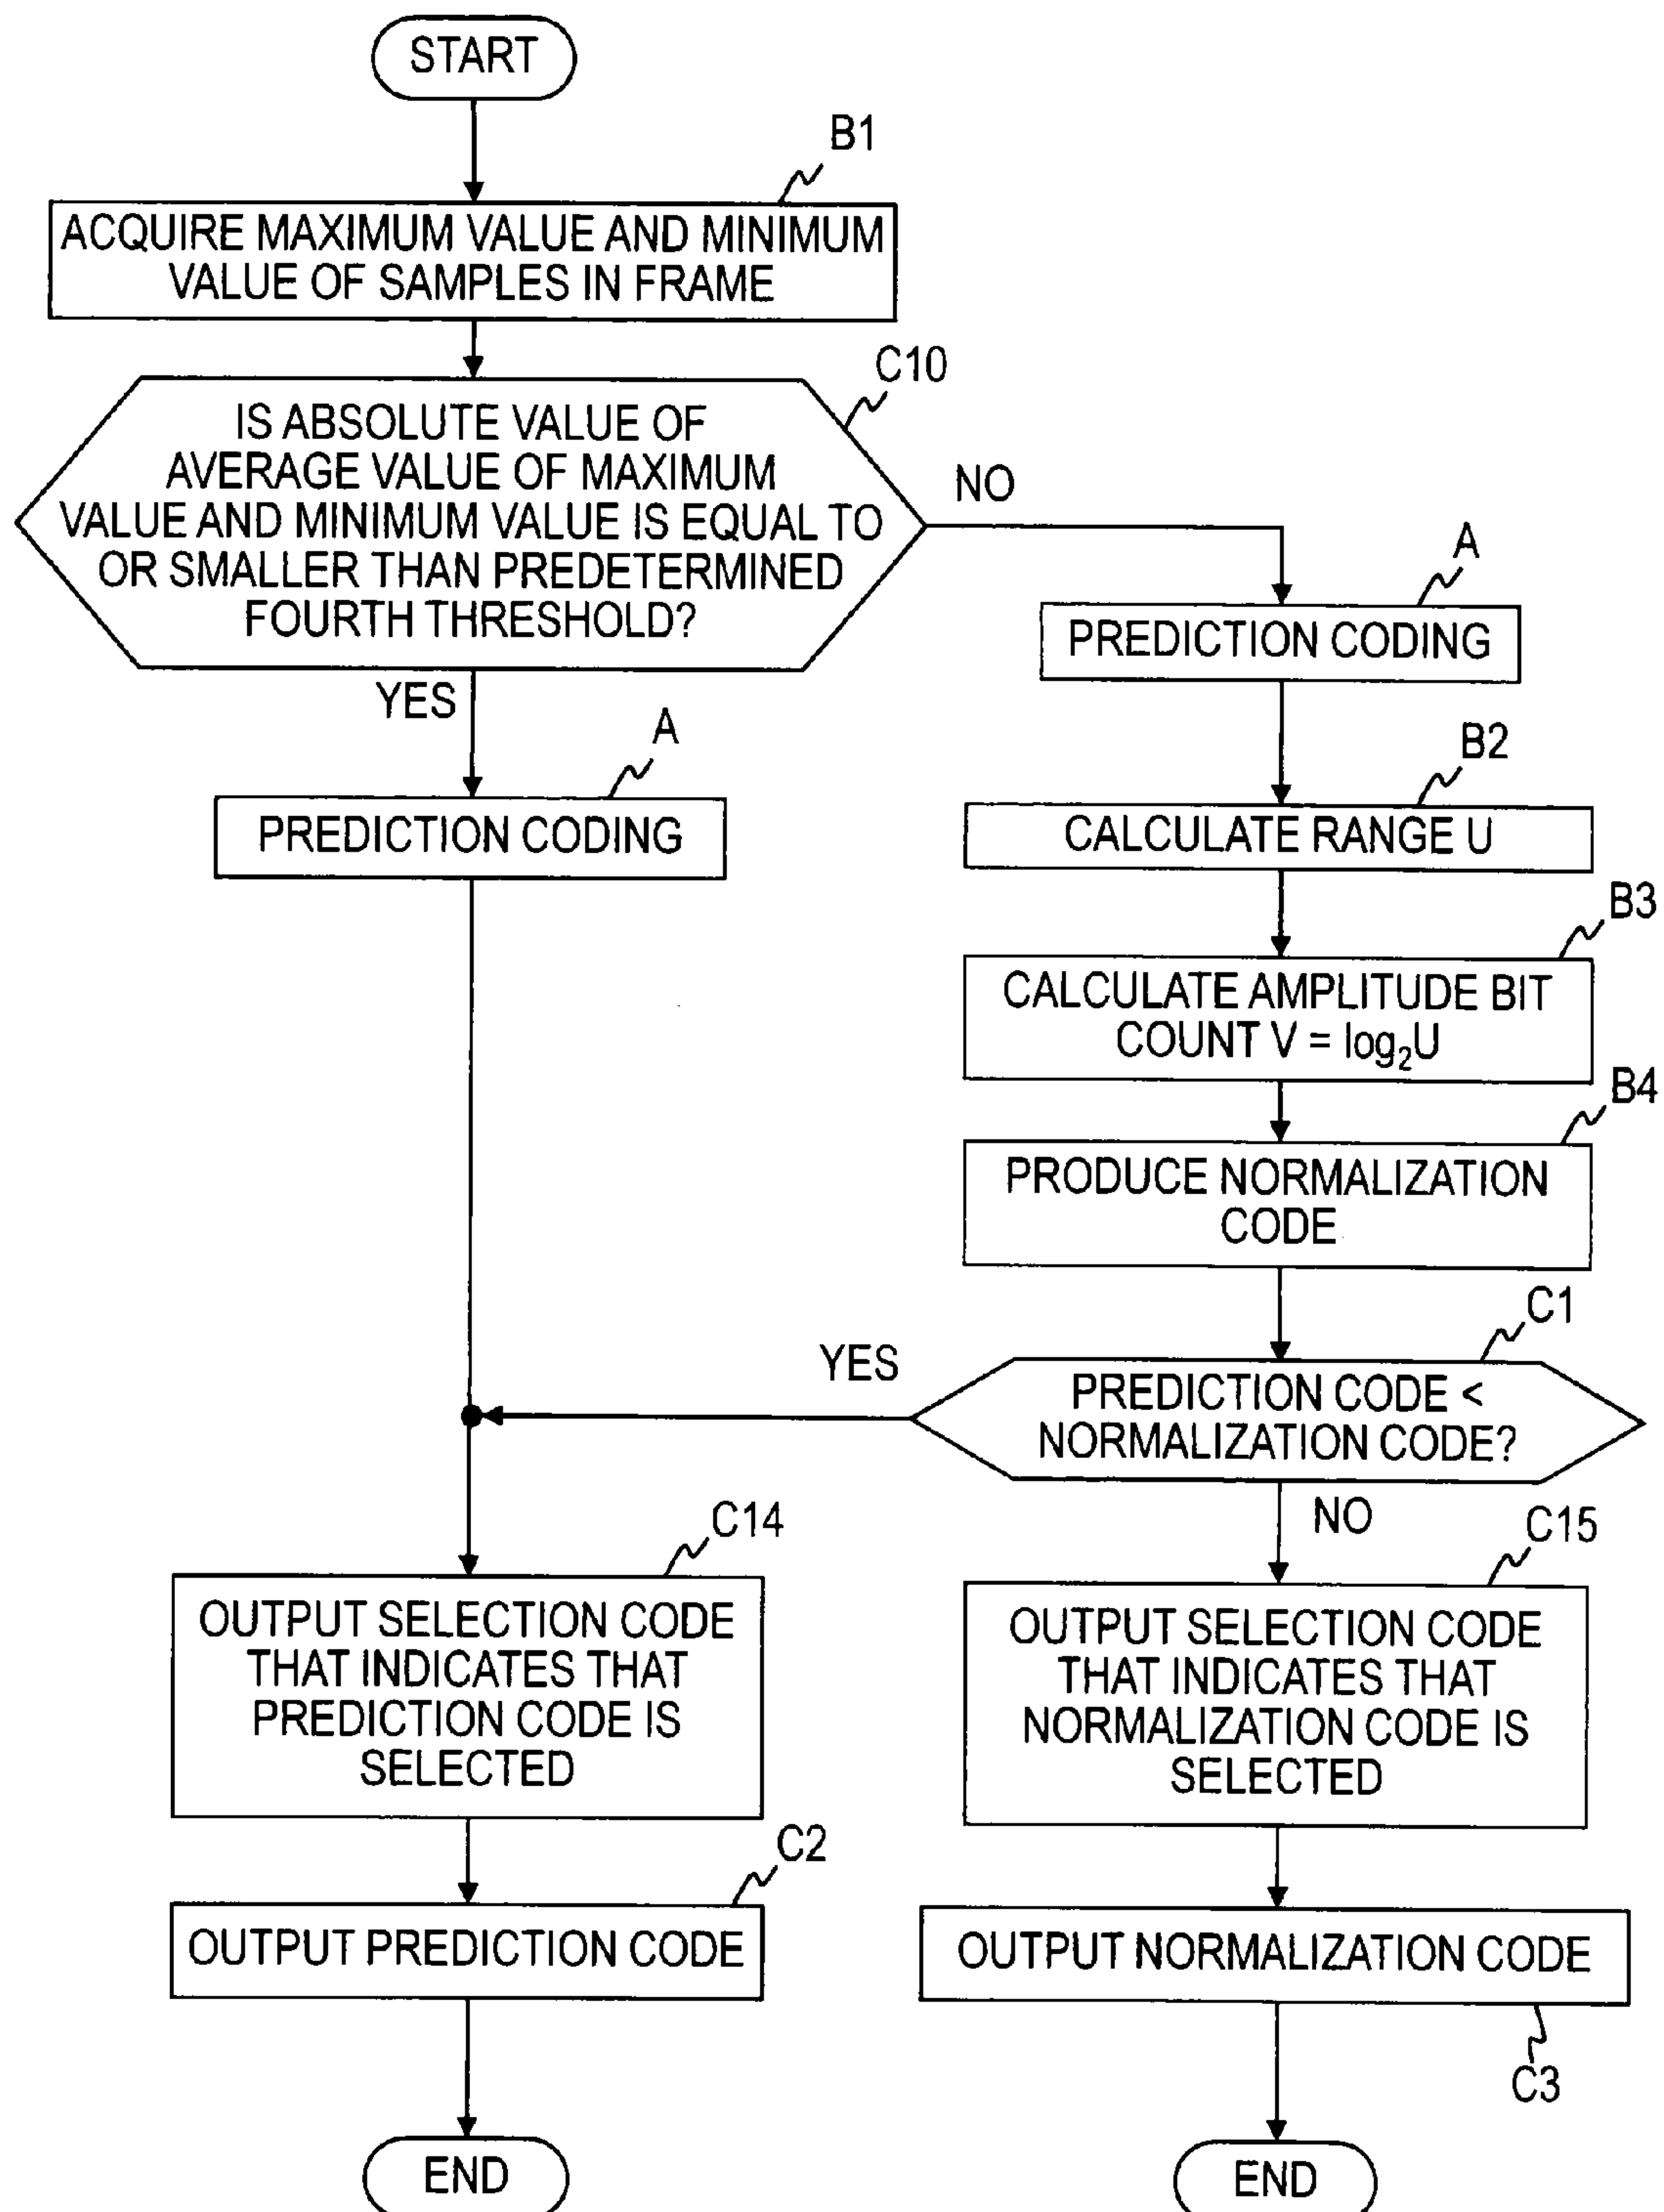 START
B1
ACQUIRE MAXIMUM VALUE AND MINIMUM
VALUE OF SAMPLES IN FRAME
C10
IS ABSOLUTE VALUE OF
AVERAGE VALUE OF MAXIMUM
VALUE AND MINIMUM VALUE IS EQUAL TO
OR SMALLER THAN PREDETERMINED
FOURTH THRESHOLD?
NO
YES
A
PREDICTION CODING
A
PREDICTION CODING
B2
CALCULATE RANGE U
B3
CALCULATE AMPLITUDE BIT
COUNT V = log₂U
B4
PRODUCE NORMALIZATION
CODE
C1
PREDICTION CODE <
NORMALIZATION CODE?
YES
NO
C14
OUTPUT SELECTION CODE
THAT INDICATES THAT
PREDICTION CODE IS
SELECTED
C2
OUTPUT PREDICTION CODE
END
C15
OUTPUT SELECTION CODE
THAT INDICATES THAT
NORMALIZATION CODE IS
SELECTED
OUTPUT NORMALIZATION CODE
C3
END